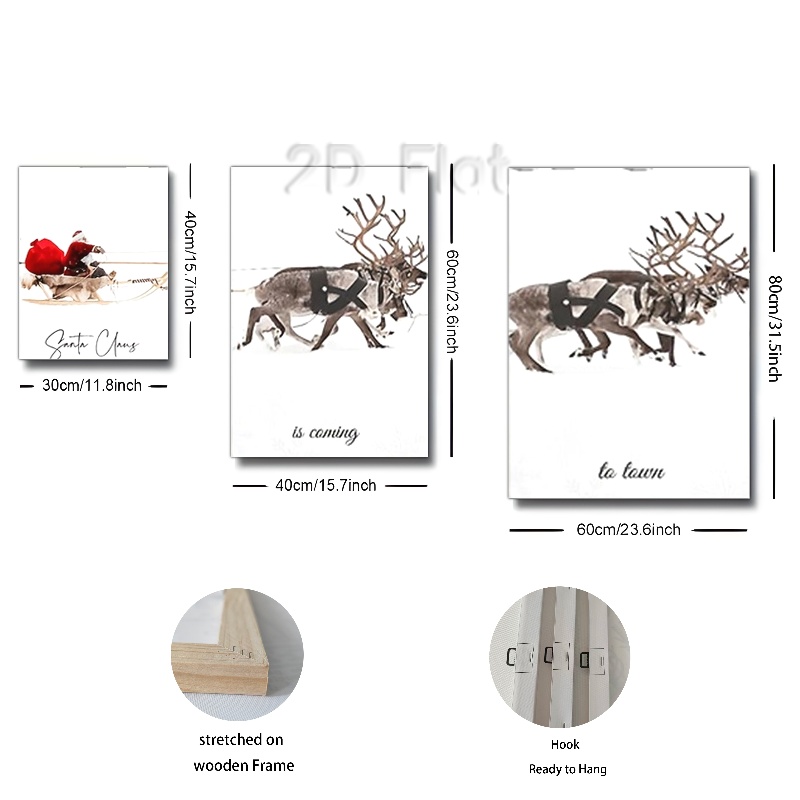 2D Flat
Santa Claus
40cm/15.7inch
30cm/11.8inch
is coming
60cm/23.6inch
40cm/15.7inch
to town
80cm/31.5inch
60cm/23.6inch
stretched on
wooden Frame
Hook
Ready to Hang